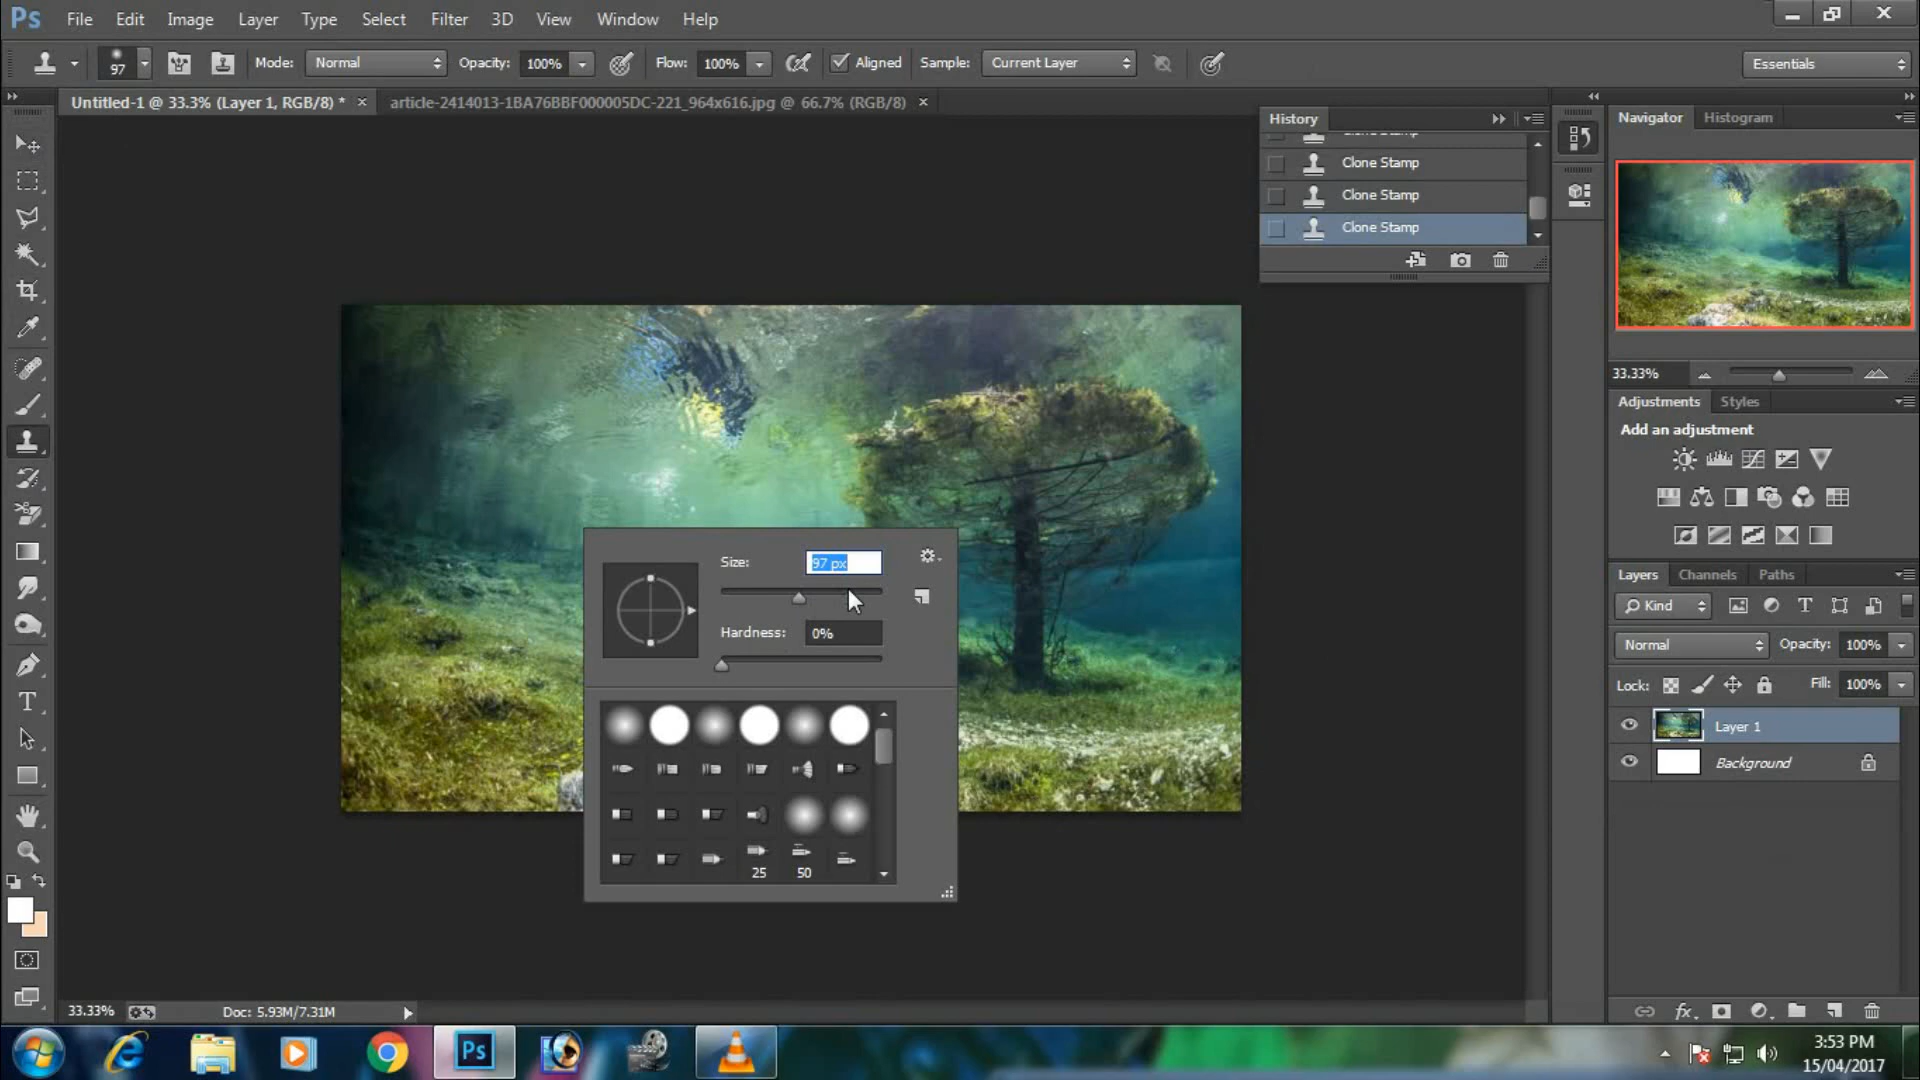 Ps File Edit Image Layer Type Select Filter 3D View Window Help
97 Mode: Normal Opacity: 100% Flow: 100% Aligned Sample: Current Layer Essentials
Untitled-1 @ 33.3% (Layer 1, RGB/8) * × article-2414013-1BA76BBF000005DC-221_964x616.jpg @ 66.7% (RGB/8) ×
History
Clone Stamp
Clone Stamp
Clone Stamp
Clone Stamp
Navigator Histogram
33.33%
Adjustments Styles
Add an adjustment
Size: 97 px
Hardness: 0%
25 50
Layers Channels Paths
Kind
Normal Opacity: 100%
Lock: Fill: 100%
Layer 1
Background
33.33% Doc: 5.93M/7.31M
fx
Ps
3:53 PM
15/04/2017